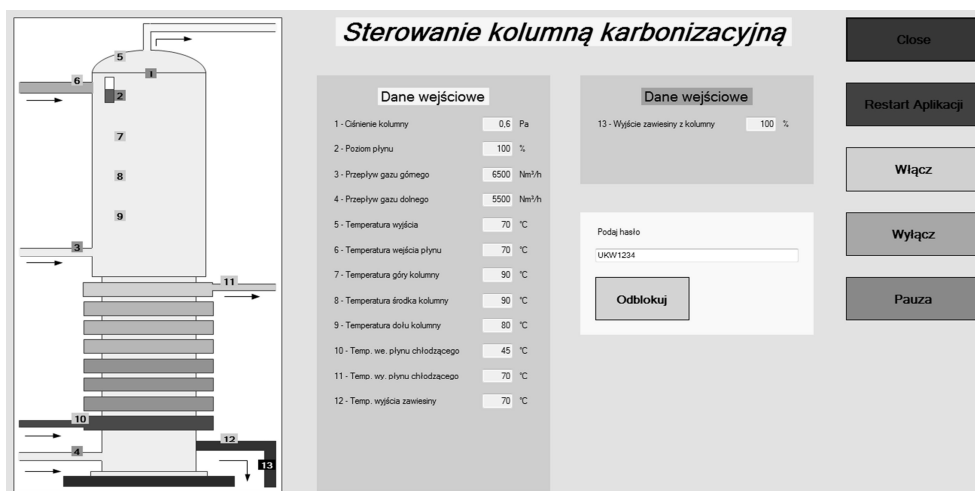 Sterowanie kolumną karbonizacyjną
5
1
6
2
7
8
9
3
11
10
12
4
13
Dane wejściowe
1 - Ciśnienie kolumny 0,6 Pa
2 - Poziom płynu 100 %
3 - Przepływ gazu górnego 6500 Nm³/h
4 - Przepływ gazu dolnego 5500 Nm³/h
5 - Temperatura wyjścia 70 °C
6 - Temperatura wejścia płynu 70 °C
7 - Temperatura góry kolumny 90 °C
8 - Temperatura środka kolumny 90 °C
9 - Temperatura dołu kolumny 80 °C
10 - Temp. we. płynu chłodzącego 45 °C
11 - Temp. wy. płynu chłodzącego 70 °C
12 - Temp. wyjścia zawiesiny 70 °C
Dane wejściowe
13 - Wyjście zawiesiny z kolumny 100 %
Podaj hasło
UKW1234
Odblokuj
Close
Restart Aplikacji
Włącz
Wyłącz
Pauza